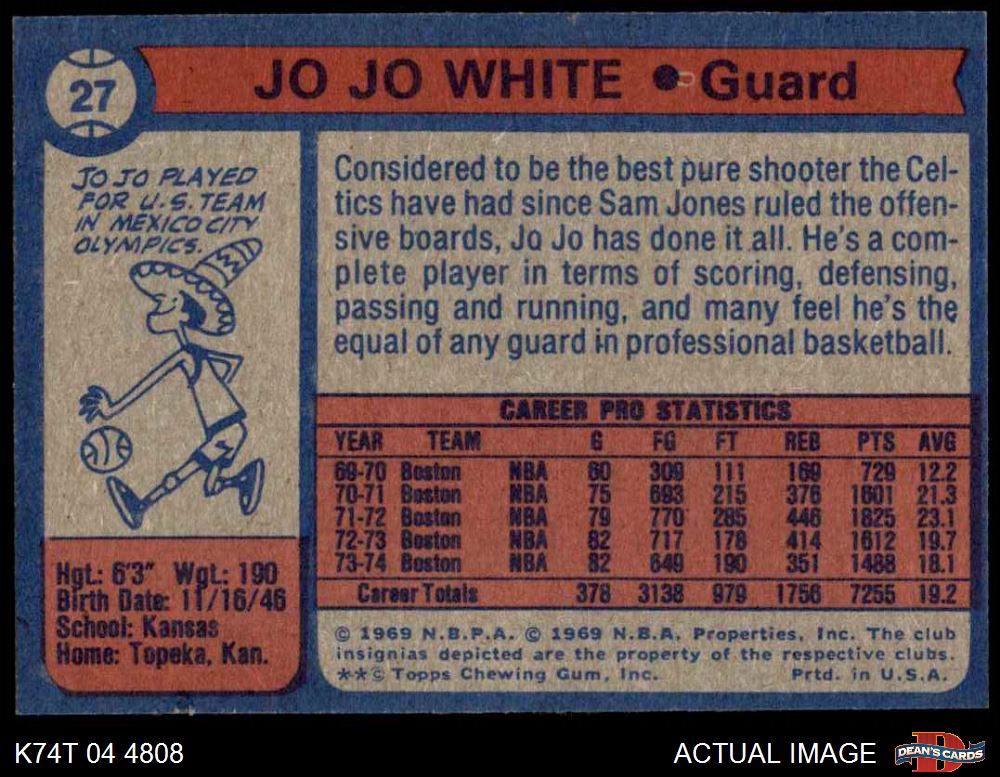 27
JO JO WHITE • Guard
JO JO PLAYED
FOR U.S. TEAM
IN MEXICO CITY
OLYMPICS.
Considered to be the best pure shooter the Cel-
tics have had since Sam Jones ruled the offen-
sive boards, Jo Jo has done it all. He's a com-
plete player in terms of scoring, defensing,
passing and running, and many feel he's the
equal of any guard in professional basketball.
Hgt.: 6'3" Wgt.: 190
Birth Date: 11/16/46
School: Kansas
Home: Topeka, Kan.
CAREER PRO STATISTICS
YEAR TEAM G FG FT REB PTS AVG
69-70 Boston NBA 60 309 111 169 729 12.2
70-71 Boston NBA 75 693 215 376 1601 21.3
71-72 Boston NBA 79 770 285 446 1825 23.1
72-73 Boston NBA 82 717 178 414 1612 19.7
73-74 Boston NBA 82 649 190 351 1488 18.1
Career Totals 378 3138 979 1756 7255 19.2
© 1969 N.B.P.A. © 1969 N.B.A. Properties, Inc. The club
insignias depicted are the property of the respective clubs.
**© Topps Chewing Gum, Inc. Prtd. in U.S.A.
K74T 04 4808
ACTUAL IMAGE
DEAN'S CARDS